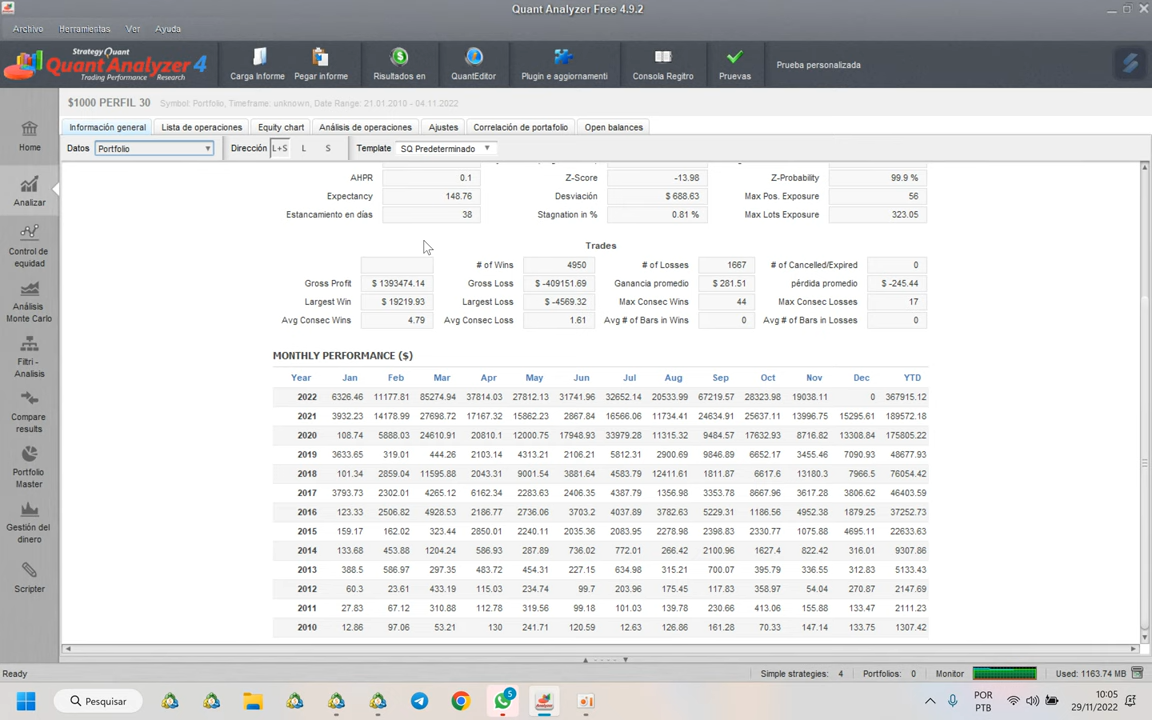 Quant Analyzer Free 4.9.2
Archivo Herramientas Ver Ayuda
StrategyQuant
QuantAnalyzer 4
Trading Performance Research
Carga Informe Pegar informe Risultados en QuantEditor Plugin e aggiornamenti Consola Regitro Pruevas Prueba personalizada
$1000 PERFIL 30 Symbol: Portfolio, Timeframe: unknown, Date Range: 21.01.2010 - 04.11.2022
Información general Lista de operaciones Equity chart Análisis de operaciones Ajustes Correlación de portafolio Open balances
Datos Portfolio Dirección L+S L S Template SQ Predeterminado
Home
Analizar
Control de equidad
Análisis Monte Carlo
Filtri - Analisis
Compare results
Portfolio Master
Gestión del dinero
Scripter
AHPR 0.1 Z-Score -13.98 Z-Probability 99.9 %
Expectancy 148.76 Desviación $ 688.63 Max Pos. Exposure 56
Estancamiento en días 38 Stagnation in % 0.81 % Max Lots Exposure 323.05
Trades
# of Wins 4950 # of Losses 1667 # of Cancelled/Expired 0
Gross Profit $ 1393474.14 Gross Loss $ -409151.69 Ganancia promedio $ 281.51 pérdida promedio $ -245.44
Largest Win $ 19219.93 Largest Loss $ -4569.32 Max Consec Wins 44 Max Consec Losses 17
Avg Consec Wins 4.79 Avg Consec Loss 1.61 Avg # of Bars in Wins 0 Avg # of Bars in Losses 0
MONTHLY PERFORMANCE ($)
Year Jan Feb Mar Apr May Jun Jul Aug Sep Oct Nov Dec YTD
2022 6326.46 11177.81 85274.94 37814.03 27812.13 31741.96 32652.14 20533.99 67219.57 28323.98 19038.11 0 367915.12
2021 3932.23 14178.99 27698.72 17167.32 15862.23 2867.84 16566.06 11734.41 24634.91 25637.11 13996.75 15295.61 189572.18
2020 108.74 5888.03 24610.91 20810.1 12000.75 17948.93 33979.28 11315.32 9484.57 17632.93 8716.82 13308.84 175805.22
2019 3633.65 319.01 444.26 2103.14 4313.21 2106.21 5812.31 2900.69 9846.89 6652.17 3455.46 7090.93 48677.93
2018 101.34 2859.04 11595.88 2043.31 9001.54 3881.64 4583.79 12411.61 1811.87 6617.6 13180.3 7966.5 76054.42
2017 3793.73 2302.01 4265.12 6162.34 2283.63 2406.35 4387.79 1356.98 3353.78 8667.96 3617.28 3806.62 46403.59
2016 123.33 2506.82 4928.53 2186.77 2736.06 3703.2 4037.89 3782.63 5229.31 1186.56 4952.38 1879.25 37252.73
2015 159.17 162.02 323.44 2850.01 2240.11 2035.36 2083.95 2278.98 2398.83 2330.77 1075.88 4695.11 22633.63
2014 133.68 453.88 1204.24 586.93 287.89 736.02 772.01 266.42 2100.96 1627.4 822.42 316.01 9307.86
2013 388.5 586.97 297.35 483.72 454.31 227.15 634.98 315.21 700.07 395.79 336.55 312.83 5133.43
2012 60.3 23.61 433.19 115.03 234.74 99.7 203.96 175.45 117.83 358.97 54.04 270.87 2147.69
2011 27.83 67.12 310.88 112.78 319.56 99.18 101.03 139.78 230.66 413.06 155.88 133.47 2111.23
2010 12.86 97.06 53.21 130 241.71 120.59 12.63 126.86 161.28 70.33 147.14 133.75 1307.42
Ready Simple strategies: 4 Portfolios: 0 Monitor Used: 1163.74 MB
Pesquisar 5 POR PTB 10:05 29/11/2022